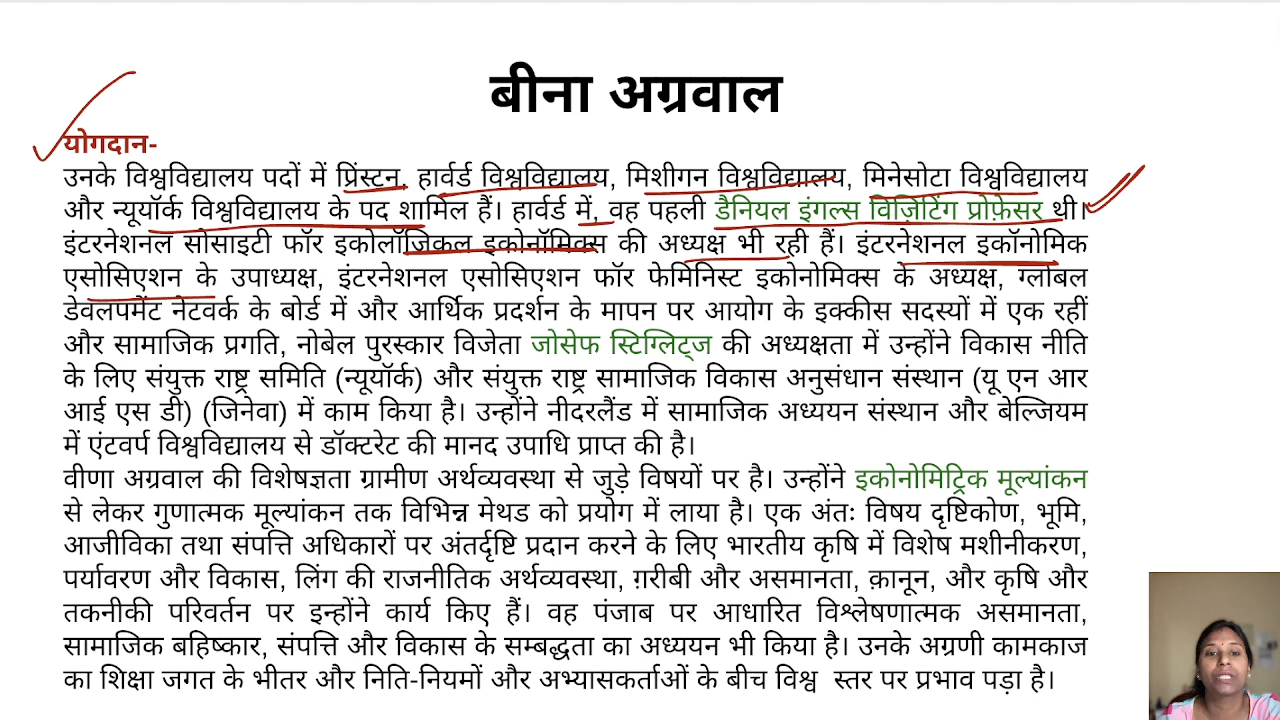 बीना अग्रवाल
योगदान-
उनके विश्वविद्यालय पदों में प्रिंस्टन, हार्वर्ड विश्वविद्यालय, मिशीगन विश्वविद्यालय, मिनेसोटा विश्वविद्यालय
और न्यूयॉर्क विश्वविद्यालय के पद शामिल हैं। हार्वर्ड में, वह पहली डैनियल इंगल्स विज़िटिंग प्रोफ़ेसर थी।
इंटरनेशनल सोसाइटी फॉर इकोलॉजिकल इकोनॉमिक्स की अध्यक्ष भी रही हैं। इंटरनेशनल इकॉनोमिक
एसोसिएशन के उपाध्यक्ष, इंटरनेशनल एसोसिएशन फॉर फेमिनिस्ट इकोनोमिक्स के अध्यक्ष, ग्लोबल
डेवलपमेंट नेटवर्क के बोर्ड में और आर्थिक प्रदर्शन के मापन पर आयोग के इक्कीस सदस्यों में एक रहीं
और सामाजिक प्रगति, नोबेल पुरस्कार विजेता जोसेफ स्टिग्लिट्ज की अध्यक्षता में उन्होंने विकास नीति
के लिए संयुक्त राष्ट्र समिति (न्यूयॉर्क) और संयुक्त राष्ट्र सामाजिक विकास अनुसंधान संस्थान (यू एन आर
आई एस डी) (जिनेवा) में काम किया है। उन्होंने नीदरलैंड में सामाजिक अध्ययन संस्थान और बेल्जियम
में एंटवर्प विश्वविद्यालय से डॉक्टरेट की मानद उपाधि प्राप्त की है।
वीणा अग्रवाल की विशेषज्ञता ग्रामीण अर्थव्यवस्था से जुड़े विषयों पर है। उन्होंने इकोनोमिट्रिक मूल्यांकन
से लेकर गुणात्मक मूल्यांकन तक विभिन्न मेथड को प्रयोग में लाया है। एक अंतः विषय दृष्टिकोण, भूमि,
आजीविका तथा संपत्ति अधिकारों पर अंतर्दृष्टि प्रदान करने के लिए भारतीय कृषि में विशेष मशीनीकरण,
पर्यावरण और विकास, लिंग की राजनीतिक अर्थव्यवस्था, ग़रीबी और असमानता, क़ानून, और कृषि और
तकनीकी परिवर्तन पर इन्होंने कार्य किए हैं। वह पंजाब पर आधारित विश्लेषणात्मक असमानता,
सामाजिक बहिष्कार, संपत्ति और विकास के सम्बद्धता का अध्ययन भी किया है। उनके अग्रणी कामकाज
का शिक्षा जगत के भीतर और निति-नियमों और अभ्यासकर्ताओं के बीच विश्व स्तर पर प्रभाव पड़ा है।